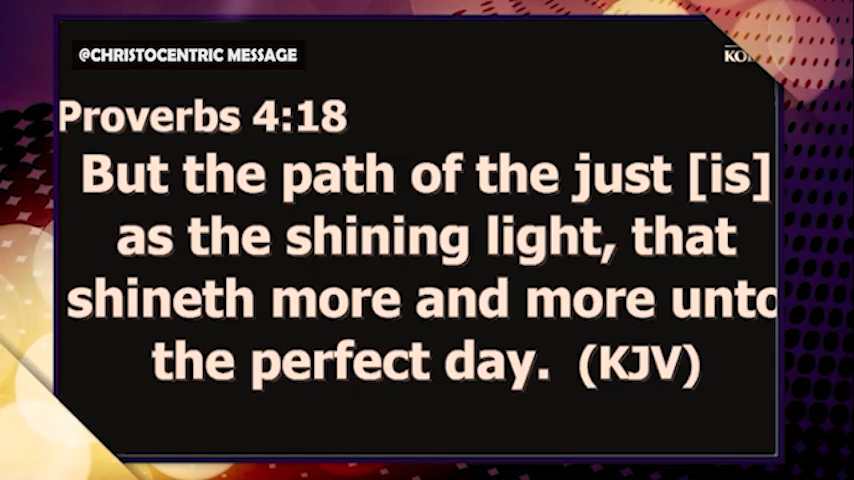 @CHRISTOCENTRIC MESSAGE
Proverbs 4:18
But the path of the just [is]
as the shining light, that
shineth more and more unto
the perfect day. (KJV)